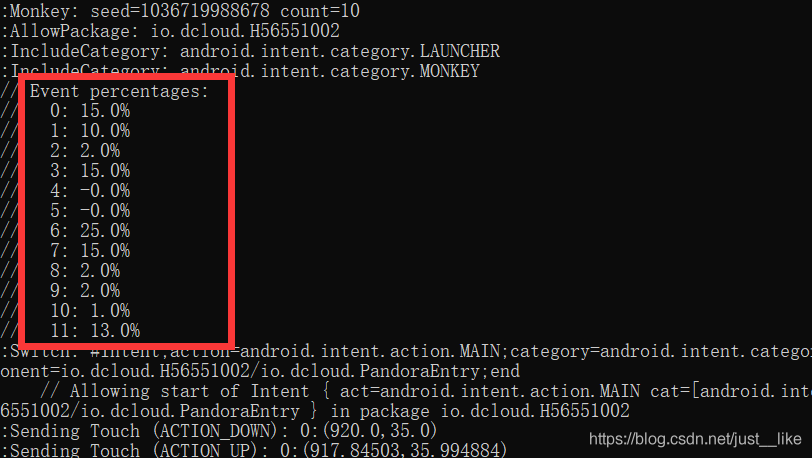 :Monkey: seed=1036719988678 count=10
:AllowPackage: io.dcloud.H56551002
:IncludeCategory: android.intent.category.LAUNCHER
:IncludeCategory: android.intent.category.MONKEY
// Event percentages:
//   0: 15.0%
//   1: 10.0%
//   2: 2.0%
//   3: 15.0%
//   4: -0.0%
//   5: -0.0%
//   6: 25.0%
//   7: 15.0%
//   8: 2.0%
//   9: 2.0%
//   10: 1.0%
//   11: 13.0%
:Switch: #Intent;action=android.intent.action.MAIN;category=android.intent.categor
onent=io.dcloud.H56551002/io.dcloud.PandoraEntry;end
    // Allowing start of Intent { act=android.intent.action.MAIN cat=[android.inte
6551002/io.dcloud.PandoraEntry } in package io.dcloud.H56551002
:Sending Touch (ACTION_DOWN): 0:(920.0,35.0)
:Sending Touch (ACTION_UP): 0:(917.84503,35.994884)
https://blog.csdn.net/just__like